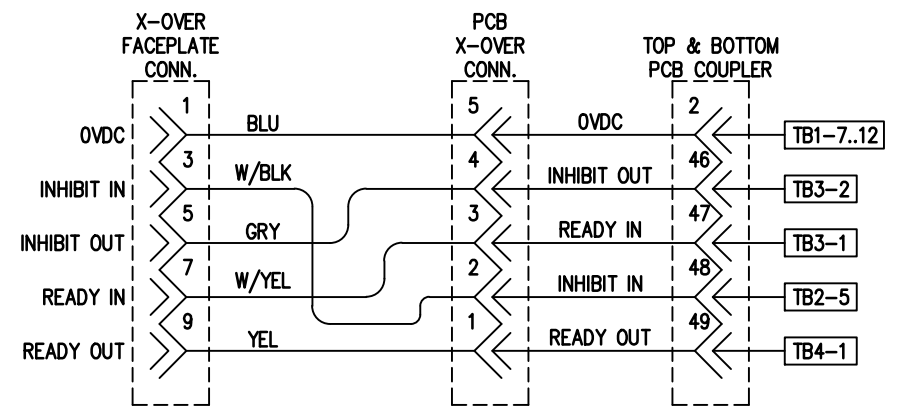 X-OVER
FACEPLATE
CONN.
PCB
X-OVER
CONN.
TOP & BOTTOM
PCB COUPLER
1 5 2
0VDC BLU 0VDC TB1-7..12
3 4 46
INHIBIT IN W/BLK INHIBIT OUT TB3-2
5 3 47
INHIBIT OUT GRY READY IN TB3-1
7 2 48
READY IN W/YEL INHIBIT IN TB2-5
9 1 49
READY OUT YEL READY OUT TB4-1